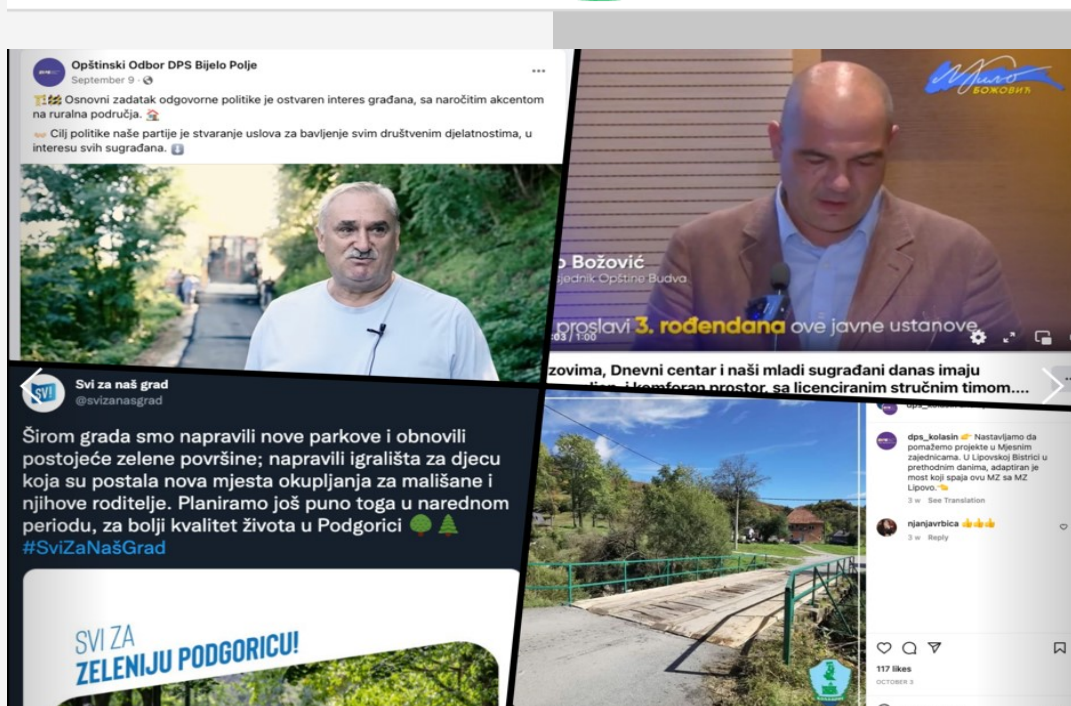 Opštinski Odbor DPS Bijelo Polje
September 9
Osnovni zadatak odgovorne politike je ostvaren interes građana, sa naročitim akcentom
na ruralna područja.
Cilj politike naše partije je stvaranje uslova za bavljenje svim društvenim djelatnostima, u
interesu svih sugrađana.
Мило
БОЖОВИЋ
Božović
Opštine Budva
proslavi 3. rođendana ove javne ustanove
/ 1:00
Dnevni centar i naši mladi sugrađani danas imaju
i komforan prostor, sa licenciranim stručnim timom....
SVI!
Svi za naš grad
@svizanasgrad
Širom grada smo napravili nove parkove i obnovili
postojeće zelene površine; napravili igrališta za djecu
koja su postala nova mjesta okupljanja za mališane i
njihove roditelje. Planiramo još puno toga u narednom
periodu, za bolji kvalitet života u Podgorici
#SviZaNašGrad
SVI ZA
ZELENIJU PODGORICU!
dps_kolasin Nastavljamo da
pomažemo projekte u Mjesnim
zajednicama. U Lipovskoj Bistrici u
prethodnim danima, adaptiran je
most koji spaja ovu MZ sa MZ
Lipovo.
3 w See Translation
njanjavrbica
3 w Reply
117 likes
OCTOBER 3